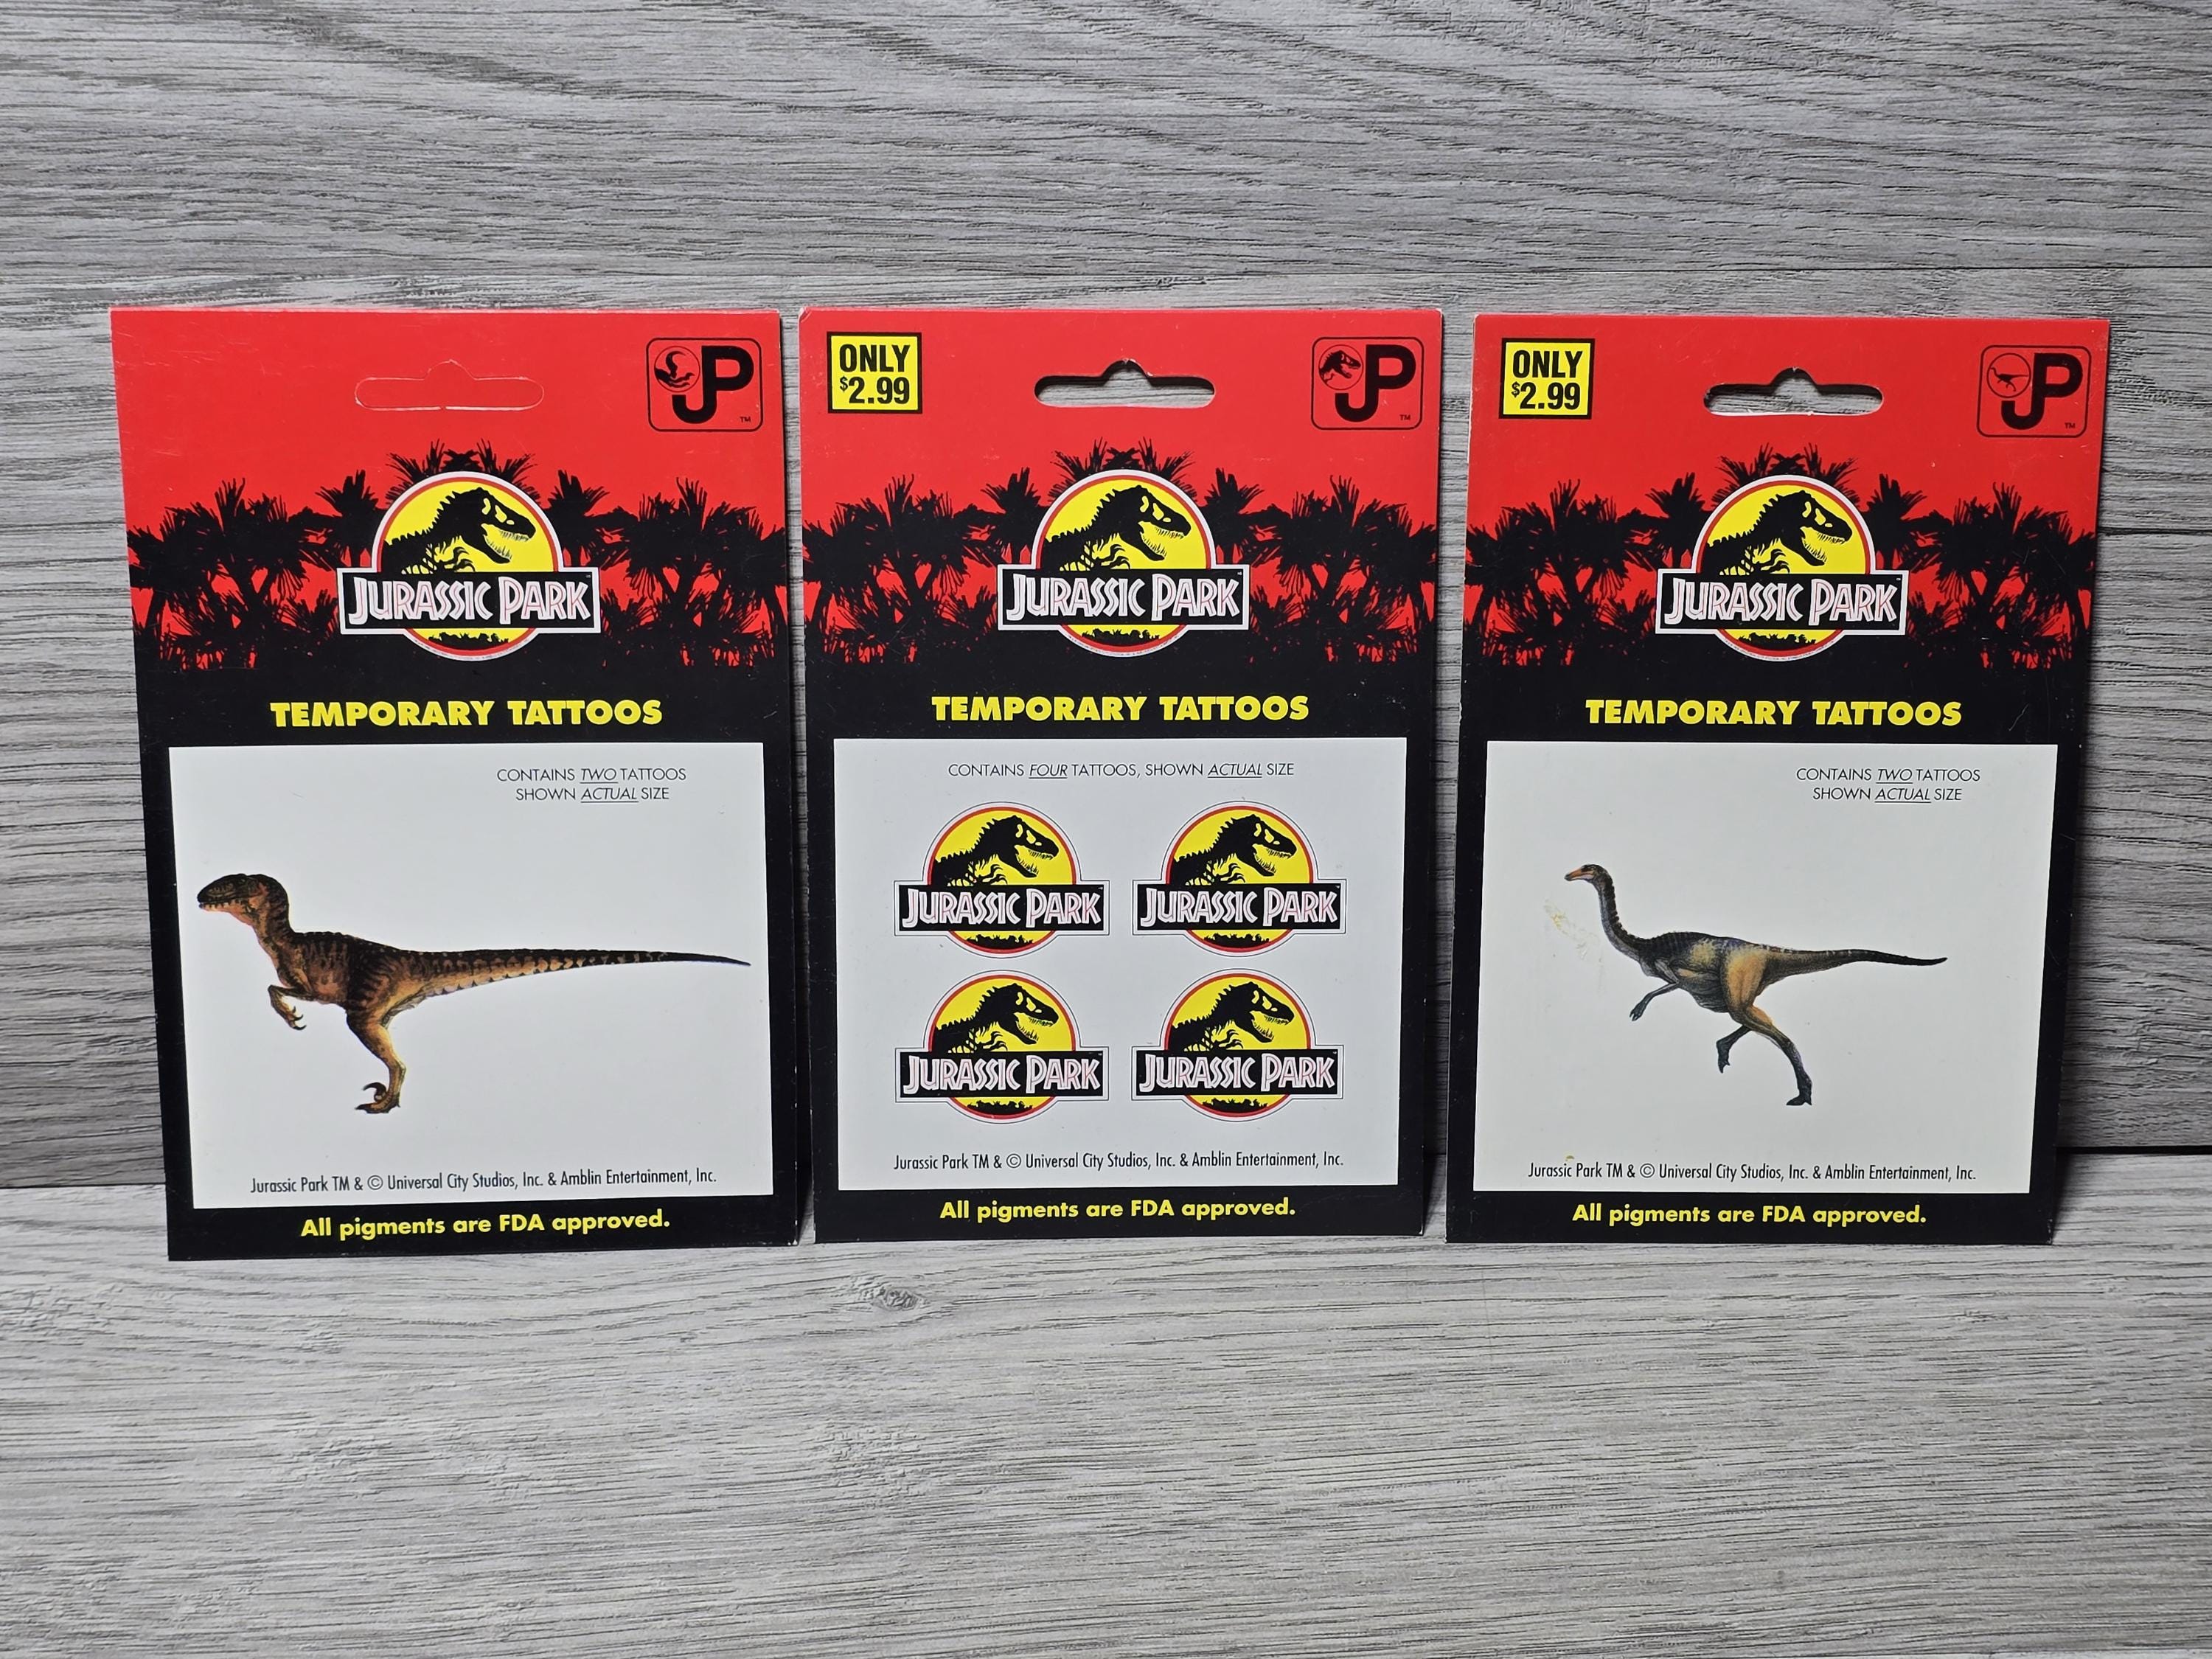 JP
TM
JURASSIC PARK
TEMPORARY TATTOOS
CONTAINS TWO TATTOOS
SHOWN ACTUAL SIZE
Jurassic Park TM & © Universal City Studios, Inc. & Amblin Entertainment, Inc.
All pigments are FDA approved.
ONLY
$2.99
JP
TM
JURASSIC PARK
TEMPORARY TATTOOS
CONTAINS FOUR TATTOOS, SHOWN ACTUAL SIZE
JURASSIC PARK
JURASSIC PARK
JURASSIC PARK
JURASSIC PARK
Jurassic Park TM & © Universal City Studios, Inc. & Amblin Entertainment, Inc.
All pigments are FDA approved.
ONLY
$2.99
JP
TM
JURASSIC PARK
TEMPORARY TATTOOS
CONTAINS TWO TATTOOS
SHOWN ACTUAL SIZE
Jurassic Park TM & © Universal City Studios, Inc. & Amblin Entertainment, Inc.
All pigments are FDA approved.